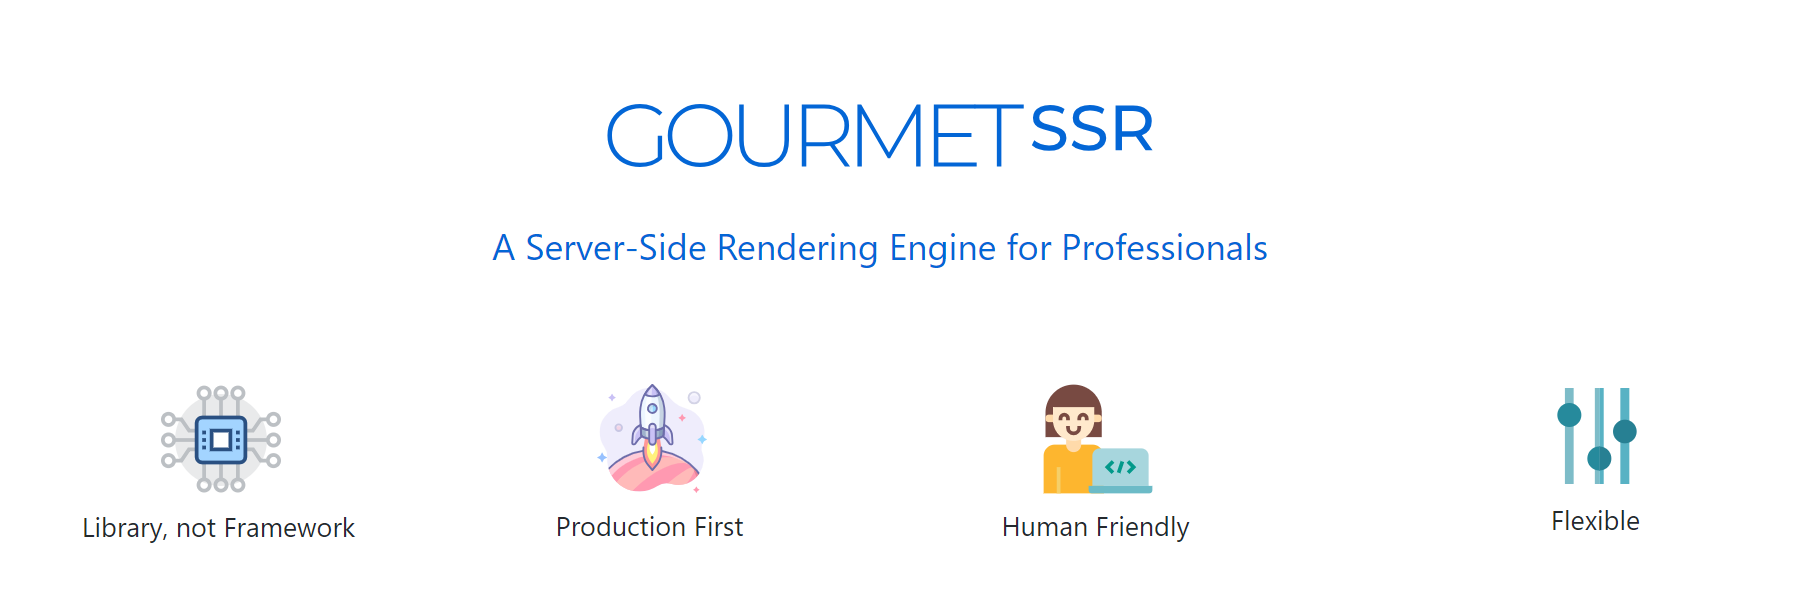 GOURMET SSR
A Server-Side Rendering Engine for Professionals
Library, not Framework
Production First
Human Friendly
Flexible